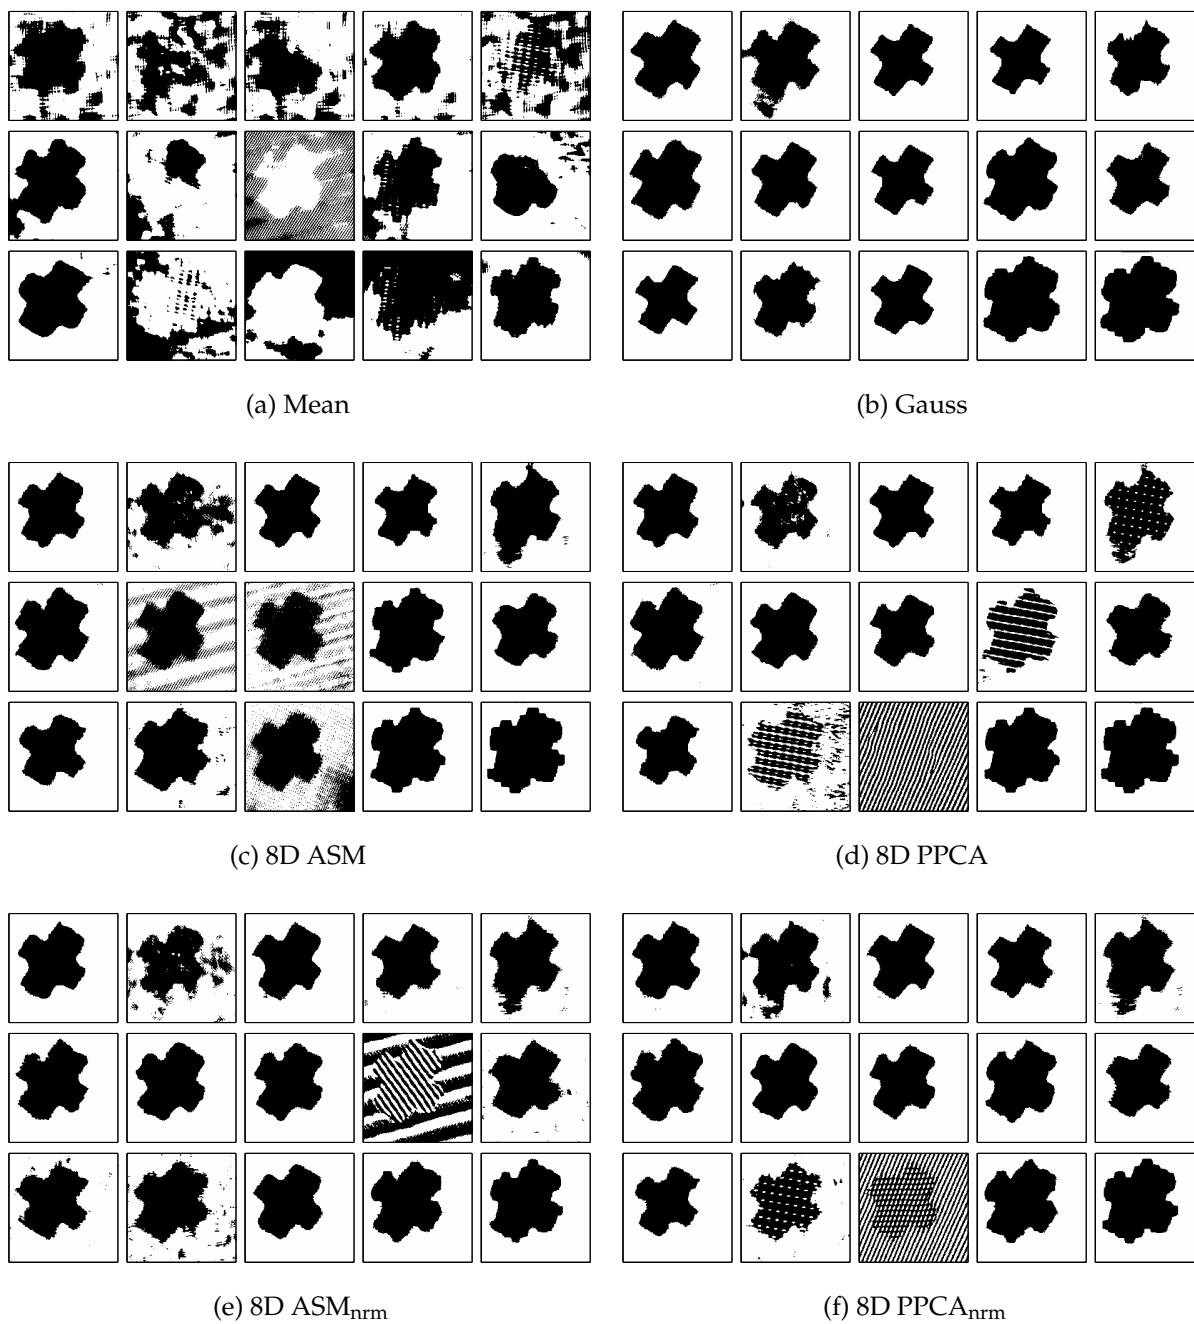 (a) Mean
(b) Gauss
(c) 8D ASM
(d) 8D PPCA
(e) 8D ASMnrm
(f) 8D PPCAnrm